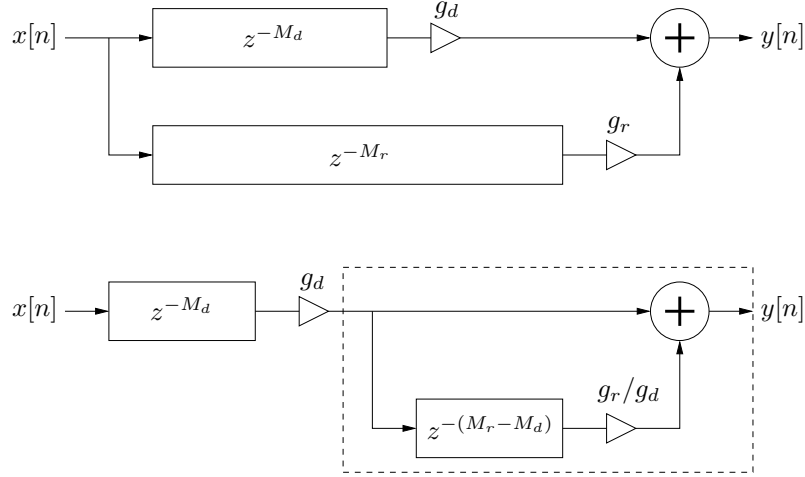 x[n] z^{-M_d} g_d + y[n]
z^{-M_r} g_r
x[n] z^{-M_d} g_d + y[n]
z^{-(M_r-M_d)} g_r/g_d